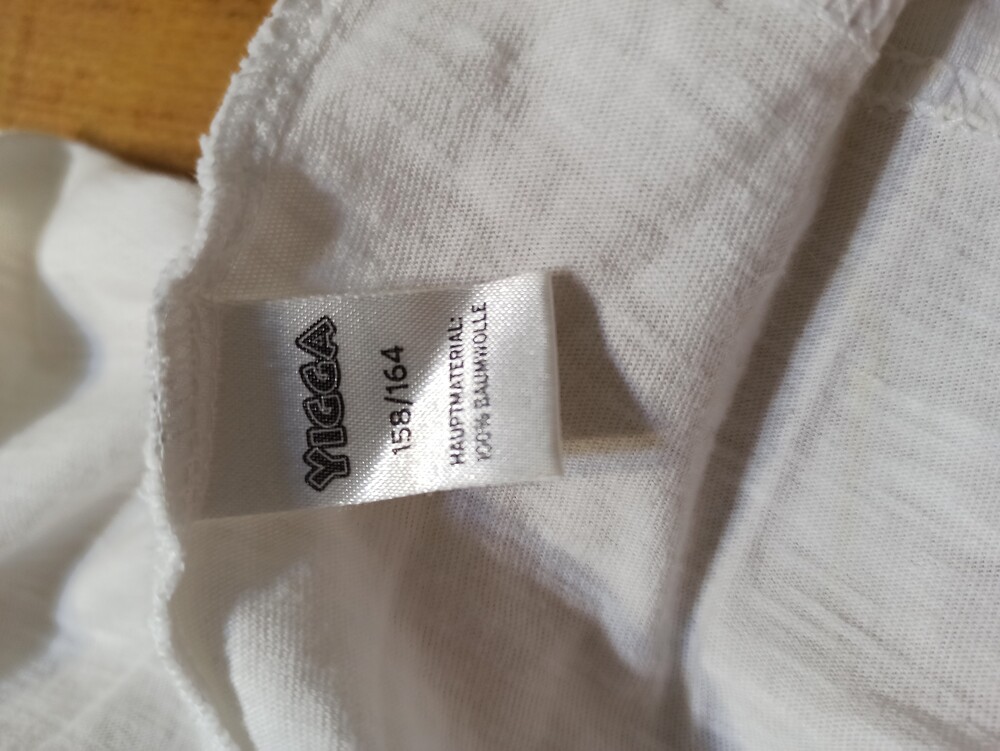 YIGGA
158/164
HAUPTMATERIAL:
100% BAUMWOLLE